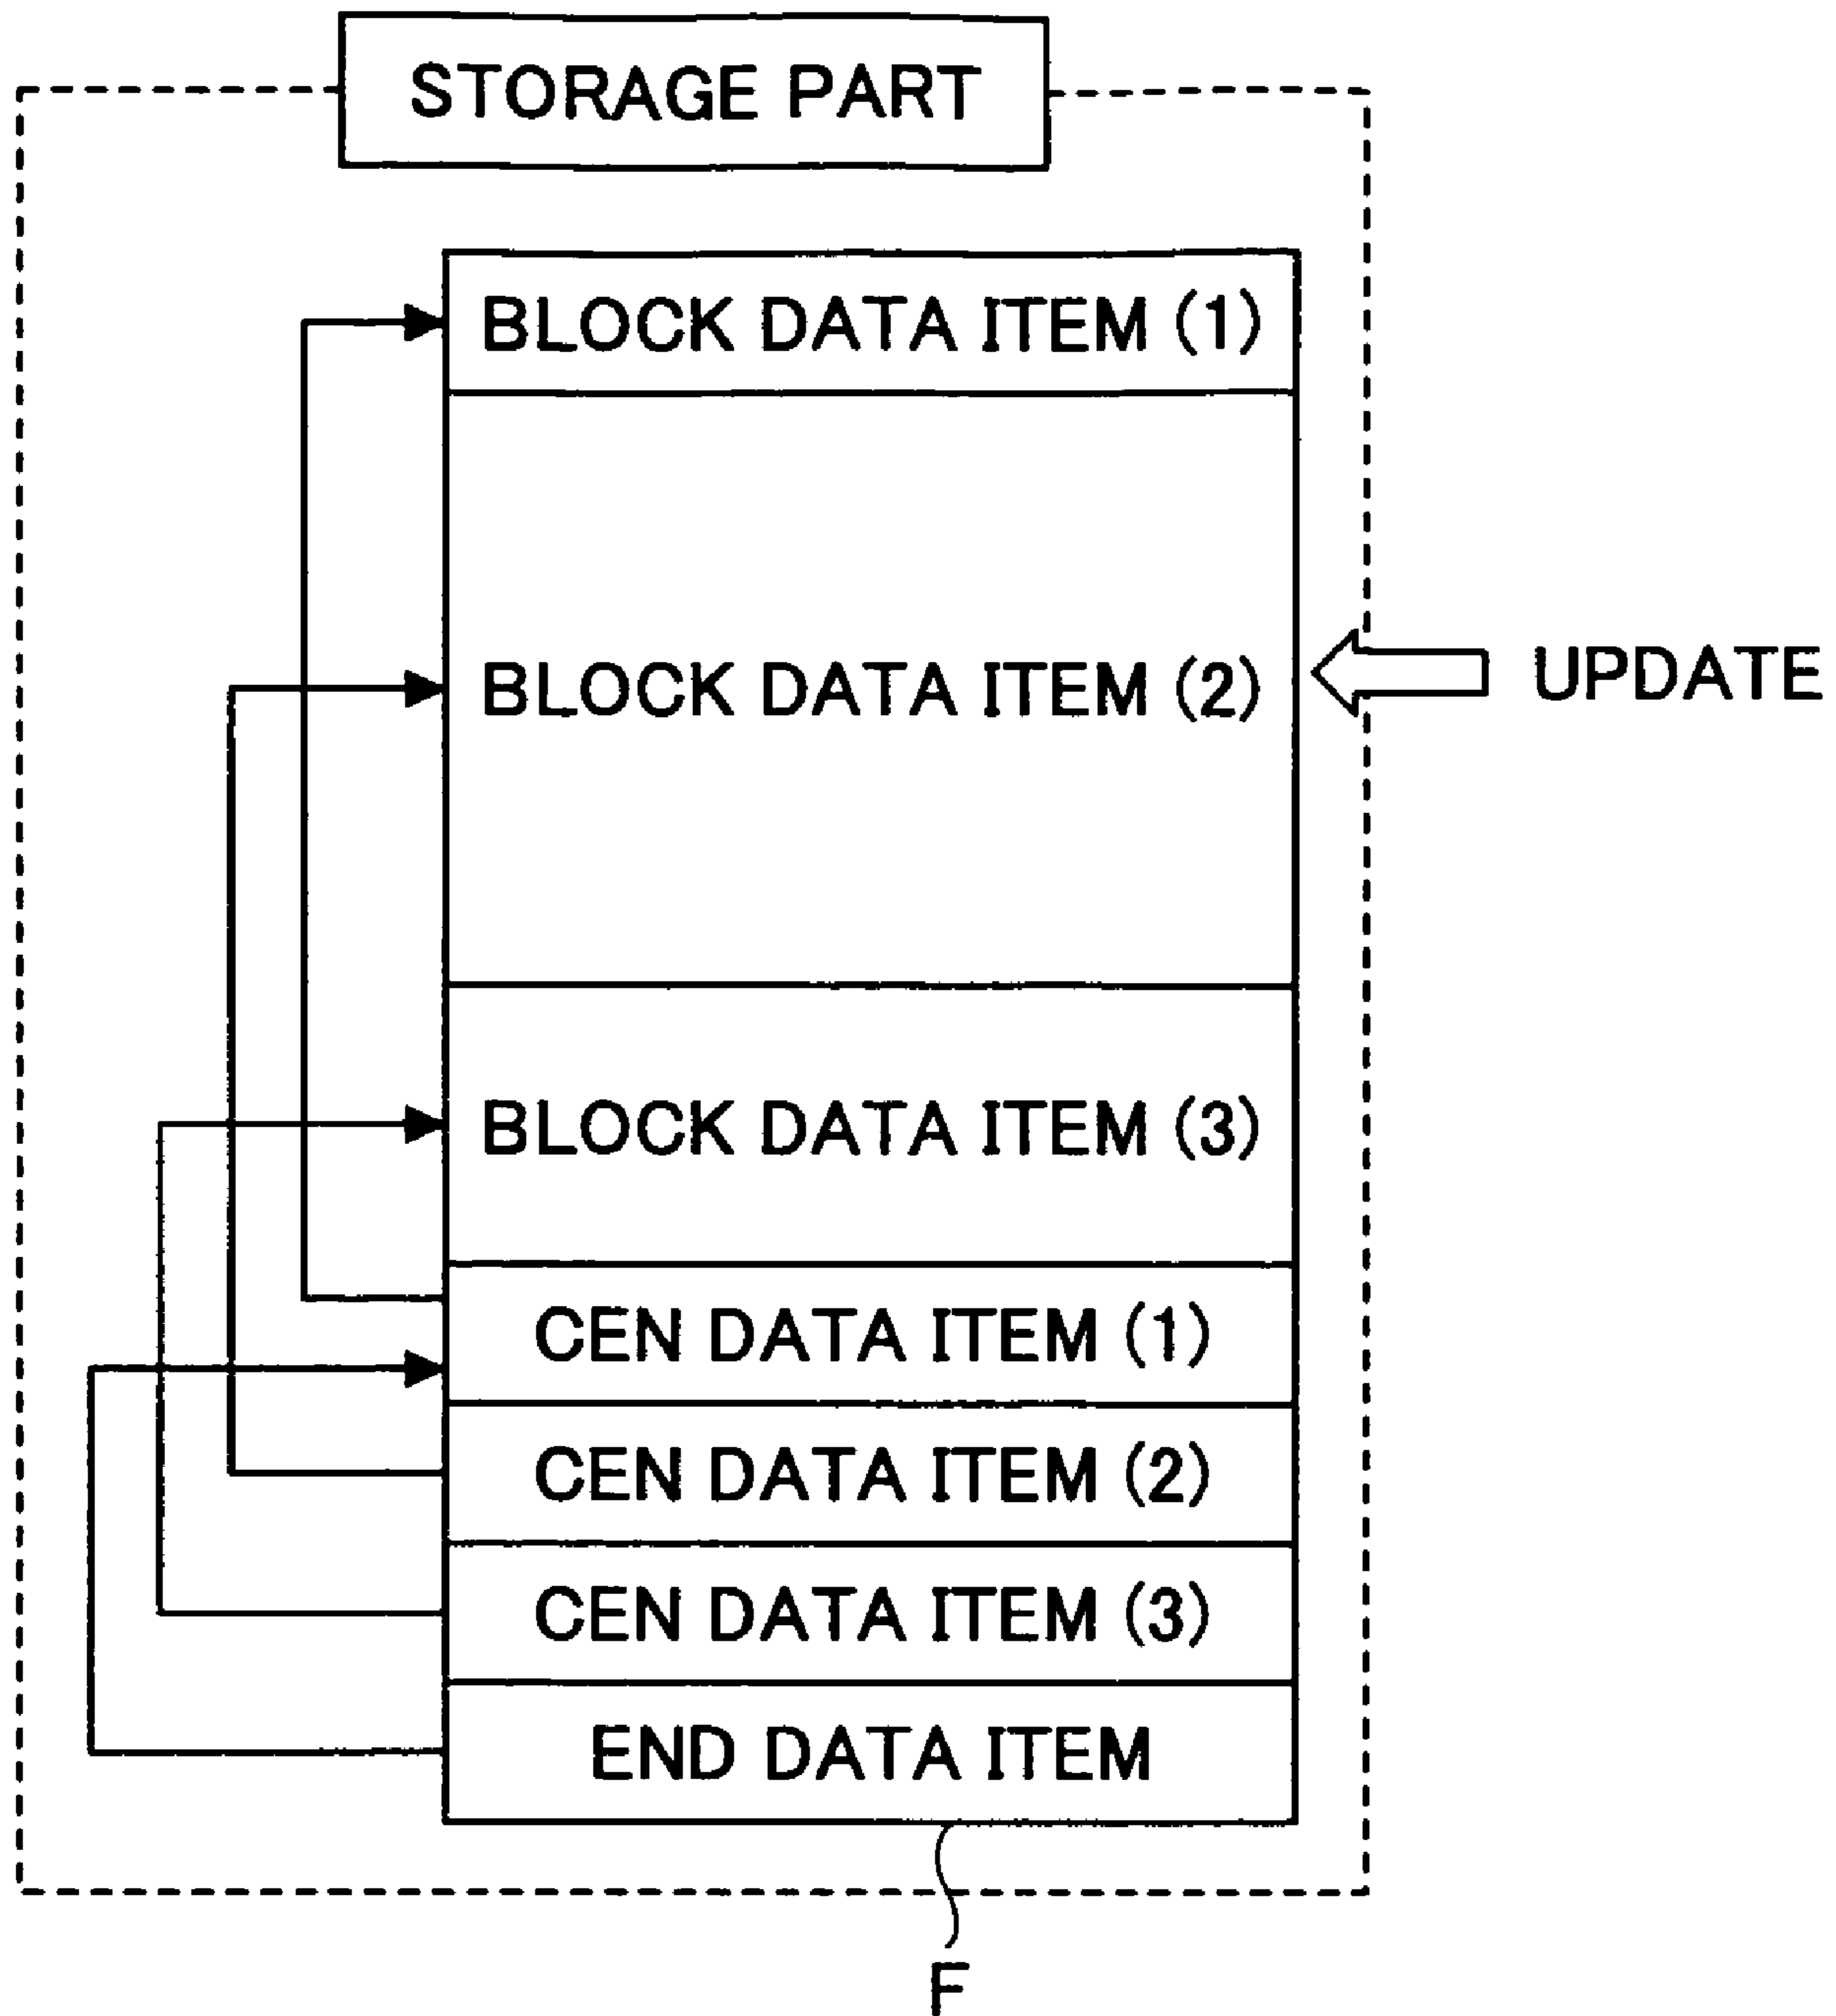 STORAGE PART
BLOCK DATA ITEM (1)
BLOCK DATA ITEM (2)
UPDATE
BLOCK DATA ITEM (3)
CEN DATA ITEM (1)
CEN DATA ITEM (2)
CEN DATA ITEM (3)
END DATA ITEM
F